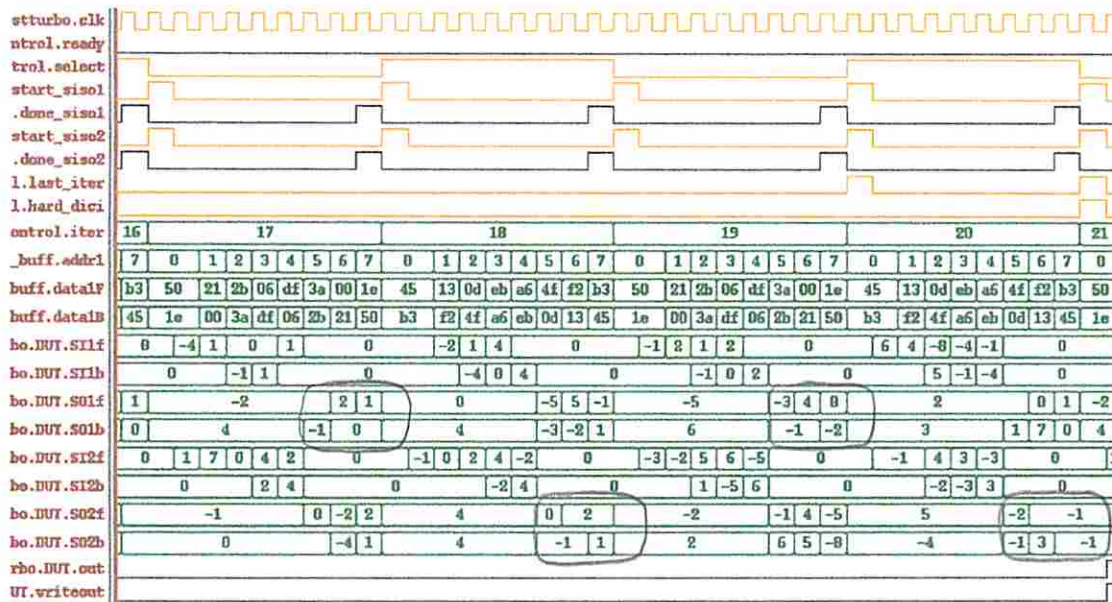 stturbo.clk
ntrol.ready
trol.select
start_siso1
.done_siso1
start_siso2
.done_siso2
l.last_iter
l.hard_dici
ontrol.iter 16 17 18 19 20 21
_buff.addr1 7 0 1 2 3 4 5 6 7 0 1 2 3 4 5 6 7 0 1 2 3 4 5 6 7 0 1 2 3 4 5 6 7 0
buff.data1F b3 50 21 2b 06 df 3a 00 1e 45 13 0d eb a6 4f f2 b3 50 21 2b 06 df 3a 00 1e 45 13 0d eb a6 4f f2 b3 50
buff.data1B 45 1e 00 3a df 06 2b 21 50 b3 f2 4f a6 eb 0d 13 45 1e 00 3a df 06 2b 21 50 b3 f2 4f a6 eb 0d 13 45 1e
bo.DUT.SI1f 0 -4 1 0 1 0 -2 1 4 0 -1 2 1 2 0 6 4 -8 -4 -1 0
bo.DUT.SI1b 0 -1 1 0 -4 0 4 0 -1 0 2 0 5 -1 -4 0
bo.DUT.SO1f 1 -2 2 1 0 -5 5 -1 -5 -3 4 0 2 0 1 -2
bo.DUT.SO1b 0 4 -1 0 4 -3 -2 1 6 -1 -2 3 1 7 0 4
bo.DUT.SI2f 0 1 7 0 4 2 0 -1 0 2 4 -2 0 -3 -2 5 6 -5 0 -1 4 3 -3 0
bo.DUT.SI2b 0 2 4 0 -2 4 0 1 -5 6 0 -2 -3 3 0
bo.DUT.SO2f -1 0 -2 2 4 0 2 -2 -1 4 -5 5 -2 -1
bo.DUT.SO2b 0 -4 1 4 -1 1 2 6 5 -8 -4 -1 3 -1
rbo.DUT.out
UT.writeout